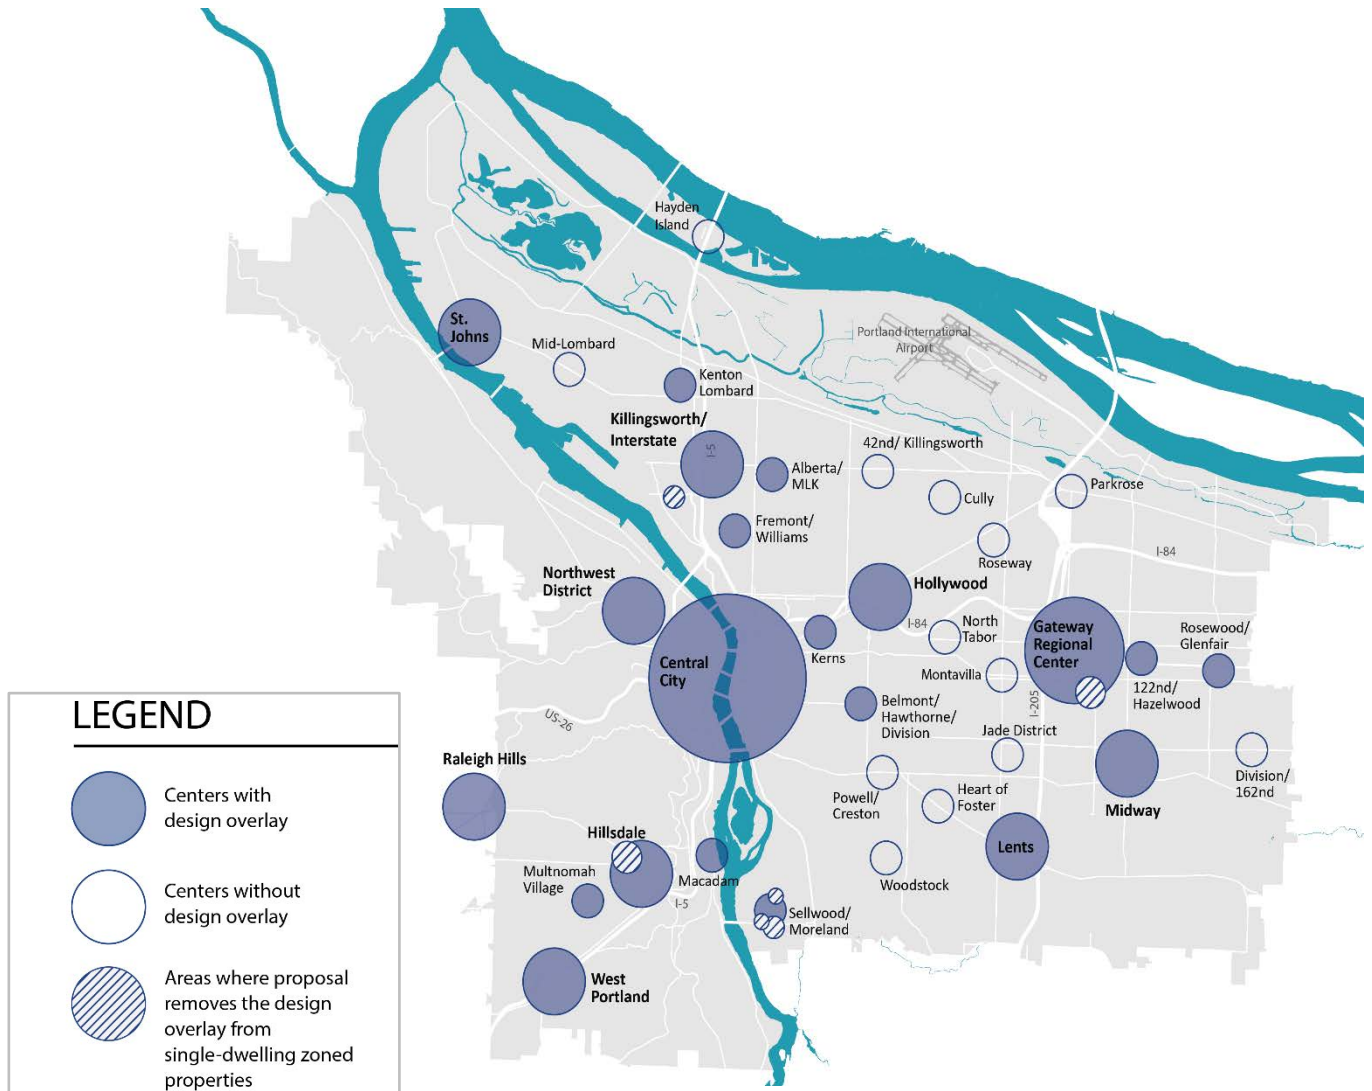 Hayden
Island
Portland International
Airport
St.
Johns
Mid-Lombard
Kenton
Lombard
Killingsworth/
Interstate
I-5
Alberta/
MLK
42nd/ Killingsworth
Cully
Parkrose
Fremont/
Williams
Roseway
I-84
Northwest
District
Hollywood
I-84
North
Tabor
Gateway
Regional
Center
Rosewood/
Glenfair
Kerns
Central
City
Montavilla
122nd/
Hazelwood
I-205
Belmont/
Hawthorne/
Division
US-26
Jade District
Raleigh Hills
Division/
162nd
Powell/
Creston
Heart of
Foster
Midway
Hillsdale
Lents
Multnomah
Village
Macadam
Woodstock
I-5
Sellwood/
Moreland
West
Portland
LEGEND
Centers with
design overlay
Centers without
design overlay
Areas where proposal
removes the design
overlay from
single-dwelling zoned
properties